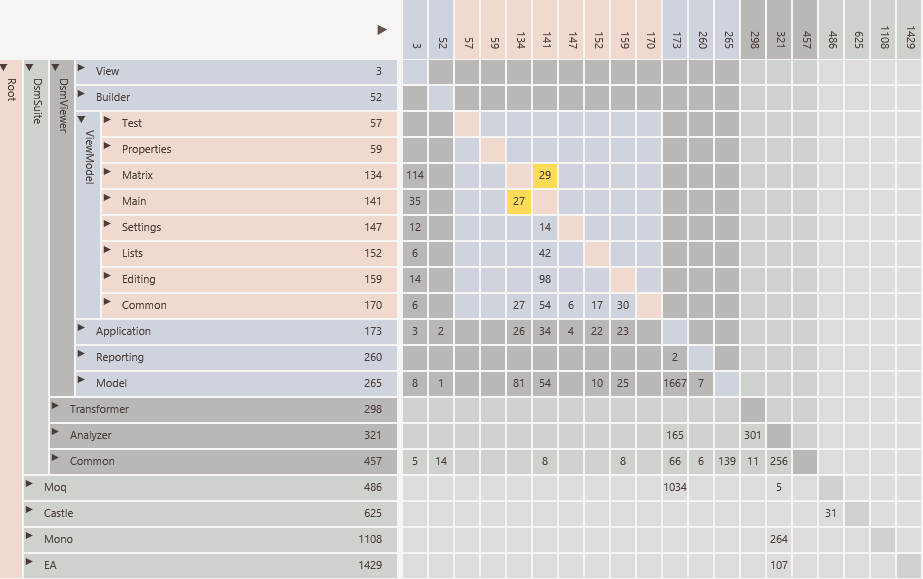 3 52 57 59 134 141 147 152 159 170 173 260 265 298 321 457 486 625 1108 1429
Root
DsmSuite
DsmViewer
View 3
Builder 52
ViewModel
Test 57
Properties 59
Matrix 134 114 29
Main 141 35 27
Settings 147 12 14
Lists 152 6 42
Editing 159 14 98
Common 170 6 27 54 6 17 30
Application 173 3 2 26 34 4 22 23
Reporting 260 2
Model 265 8 1 81 54 10 25 1667 7
Transformer 298
Analyzer 321 165 301
Common 457 5 14 8 8 66 6 139 11 256
Moq 486 1034 5
Castle 625 31
Mono 1108 264
EA 1429 107